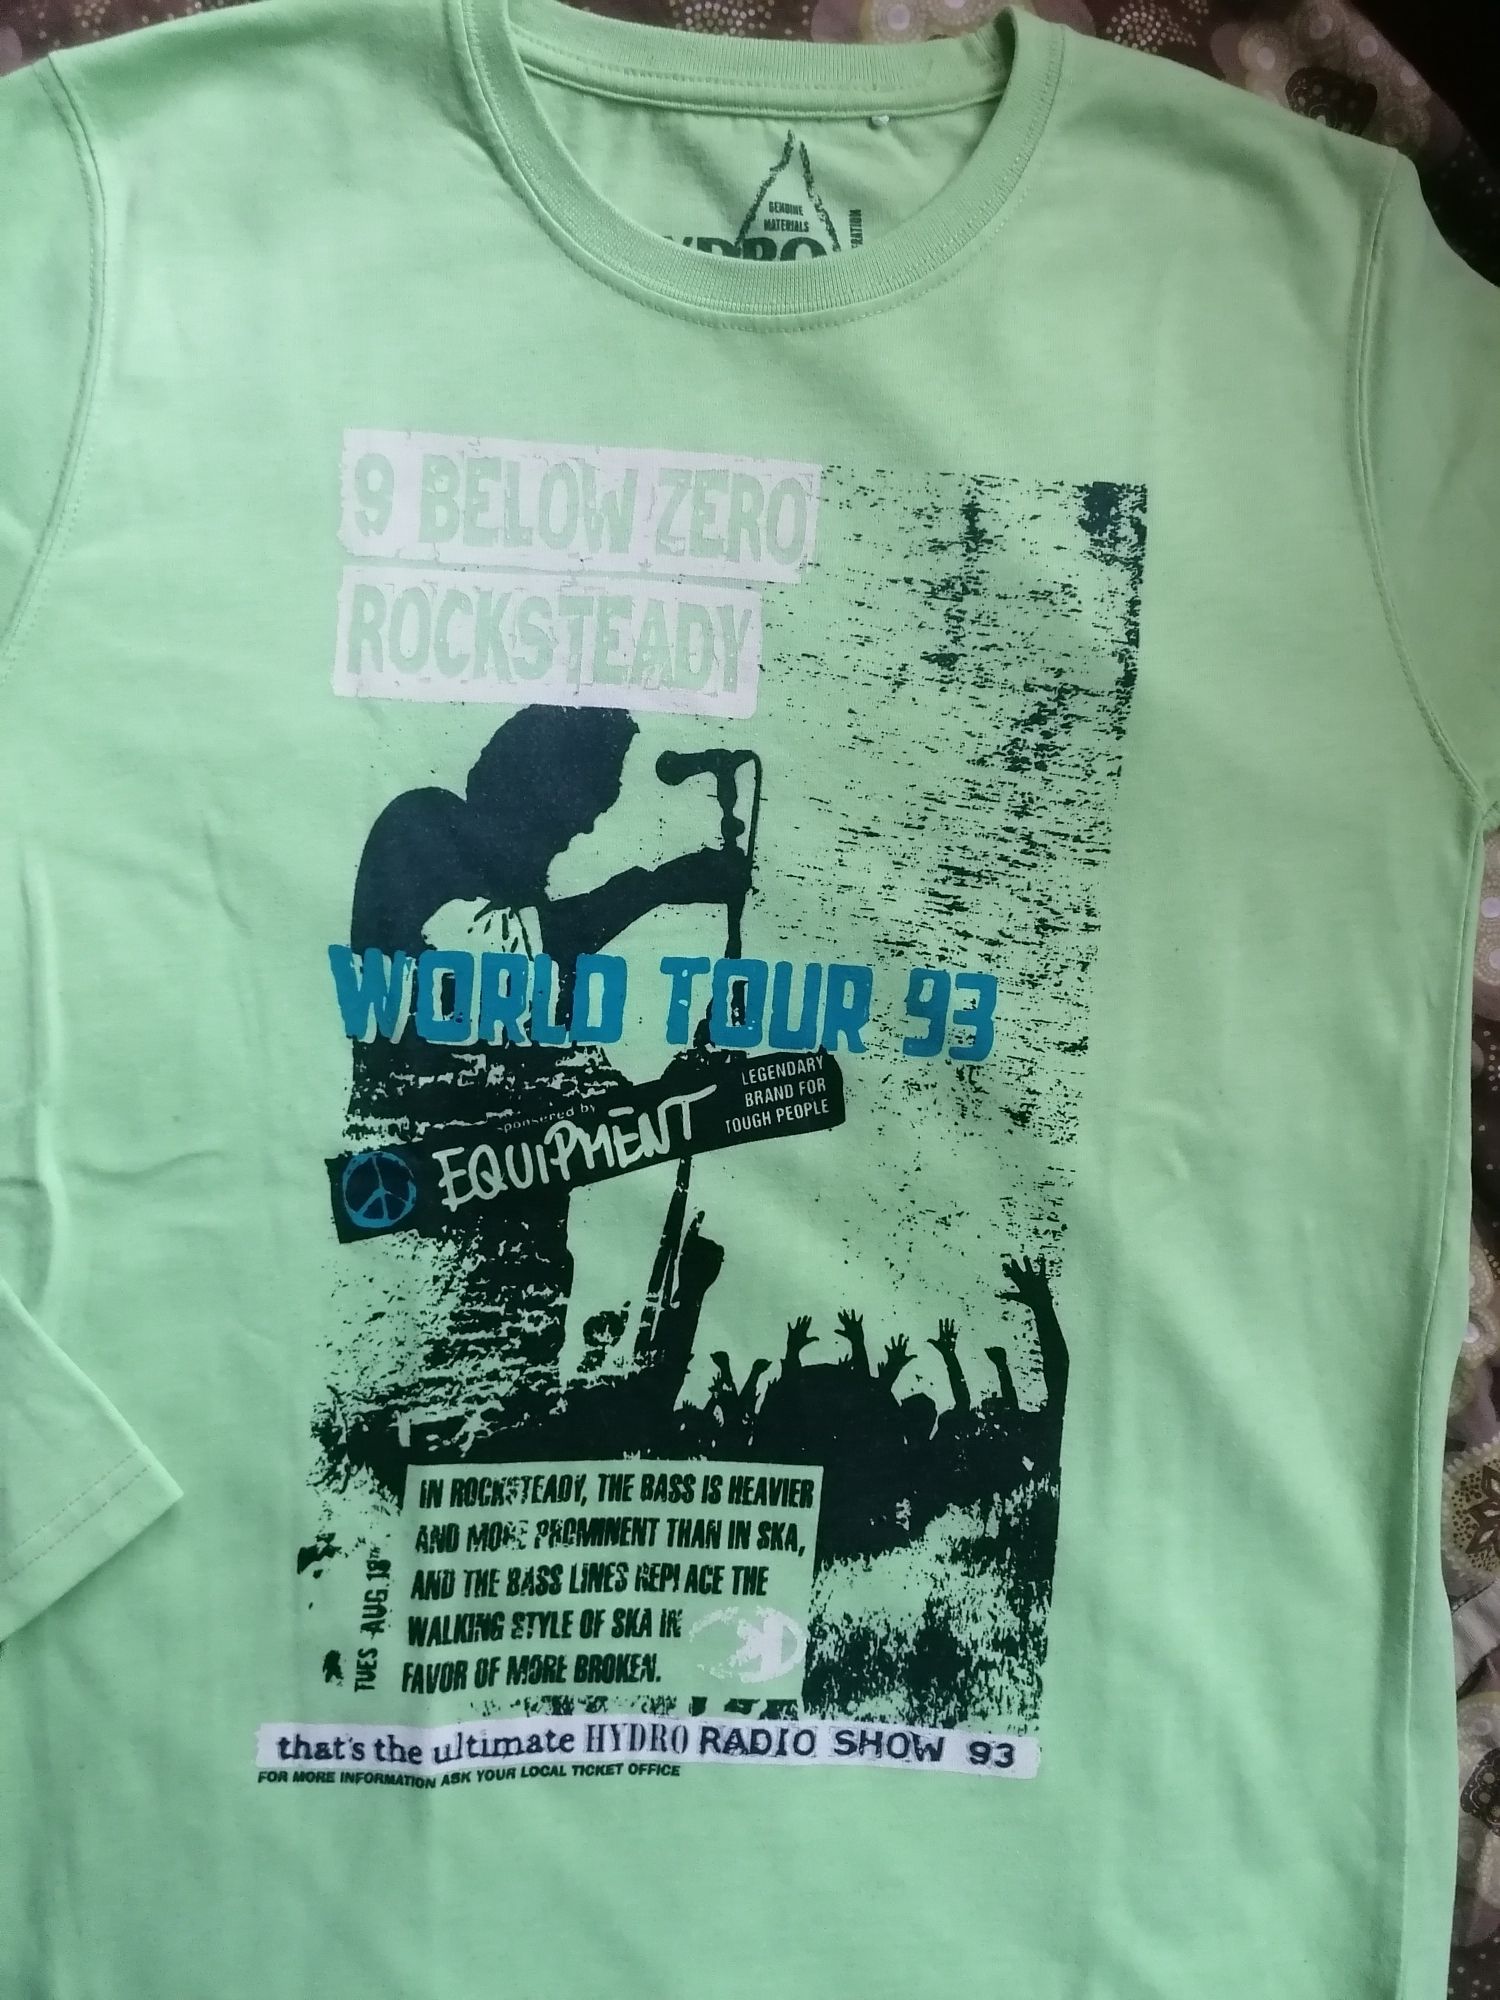 GENUINE
MATERIALS
HYDRO
9 BELOW ZERO
ROCKSTEADY
WORLD TOUR 93
sponsored by
EQUIPMENT
LEGENDARY
BRAND FOR
TOUGH PEOPLE
IN ROCKSTEADY, THE BASS IS HEAVIER
AND MORE PROMINENT THAN IN SKA,
AND THE BASS LINES REPLACE THE
WALKING STYLE OF SKA IN
FAVOR OF MORE BROKEN.
TUES AUG. 18TH
that's the ultimate HYDRO RADIO SHOW 93
FOR MORE INFORMATION ASK YOUR LOCAL TICKET OFFICE